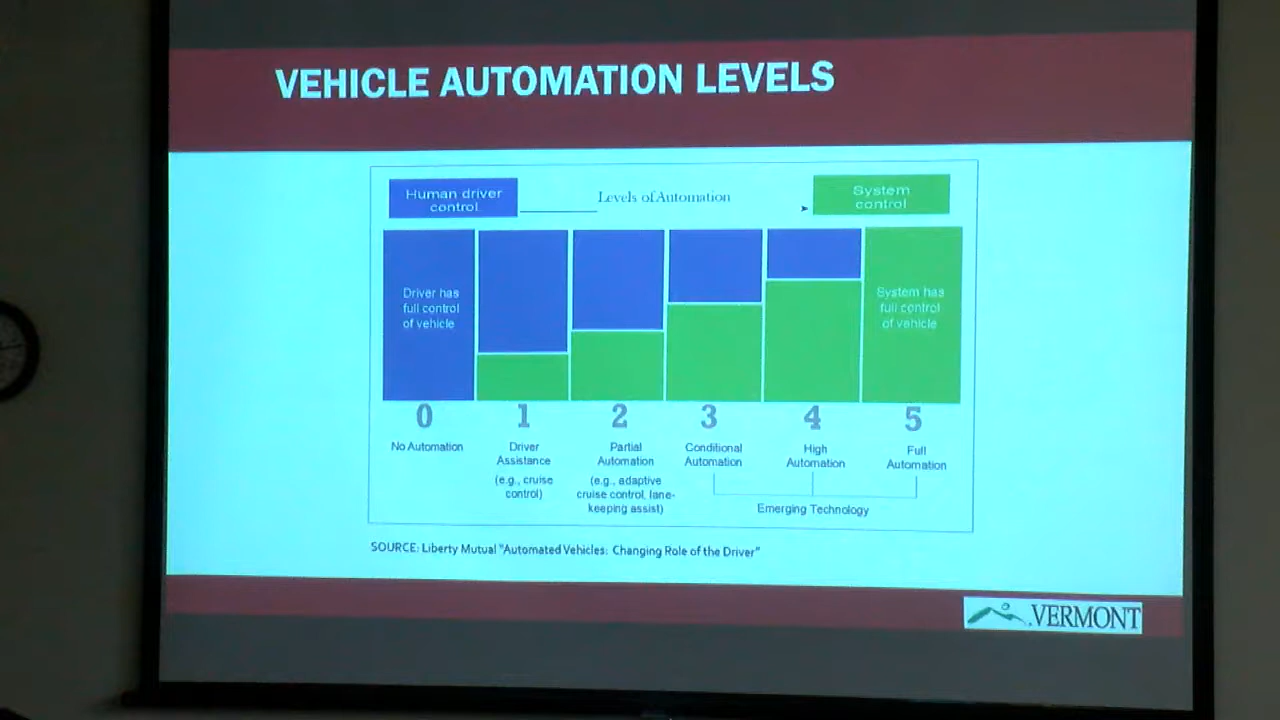 VEHICLE AUTOMATION LEVELS
Human driver
control
Levels of Automation
System
control
Driver has
full control
of vehicle
System has
full control
of vehicle
0
1
2
3
4
5
No Automation
Driver
Assistance
(e.g., cruise
control)
Partial
Automation
(e.g., adaptive
cruise control, lane-
keeping assist)
Conditional
Automation
High
Automation
Full
Automation
Emerging Technology
SOURCE: Liberty Mutual "Automated Vehicles: Changing Role of the Driver"
VERMONT